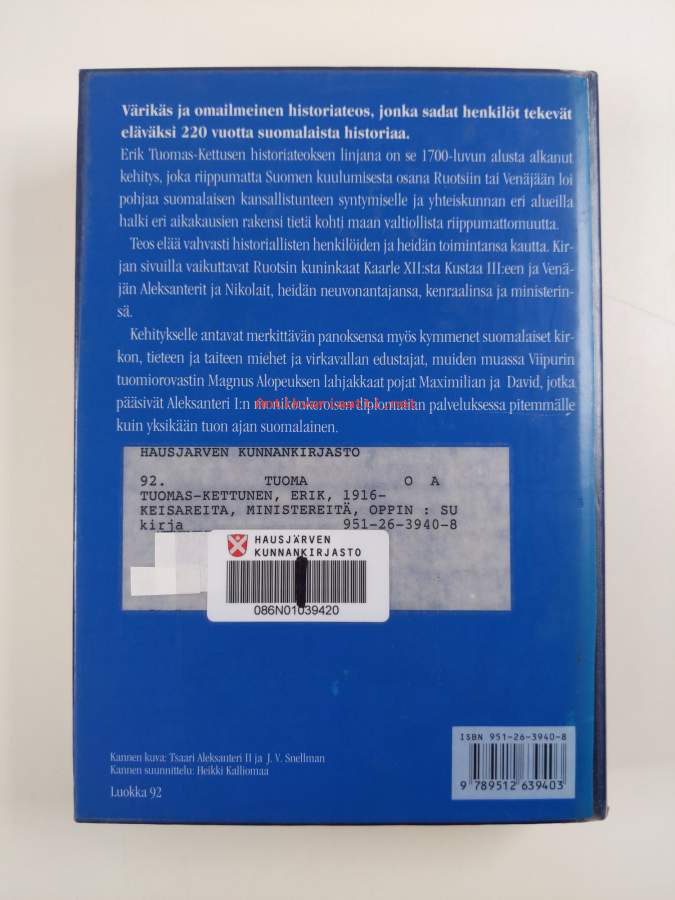 Värikäs ja omailmeinen historiateos, jonka sadat henkilöt tekevät
eläväksi 220 vuotta suomalaista historiaa.
Erik Tuomas-Kettusen historiateoksen linjana on se 1700-luvun alusta alkanut
kehitys, joka riippumatta Suomen kuulumisesta osana Ruotsiin tai Venäjään loi
pohjaa suomalaisen kansallistunteen syntymiselle ja yhteiskunnan eri alueilla
halki eri aikakausien rakensi tietä kohti maan valtiollista riippumattomuutta.
Teos elää vahvasti historiallisten henkilöiden ja heidän toimintansa kautta. Kir-
jan sivuilla vaikuttavat Ruotsin kuninkaat Kaarle XII:sta Kustaa III:een ja Venä-
jän Aleksanterit ja Nikolait, heidän neuvonantajansa, kenraalinsa ja ministerin-
sä.
Kehitykselle antavat merkittävän panoksensa myös kymmenet suomalaiset kir-
kon, tieteen ja taiteen miehet ja virkavallan edustajat, muiden muassa Viipurin
tuomiorovastin Magnus Alopeuksen lahjakkaat pojat Maximilian ja David, jotka
pääsivät Aleksanteri I:n monikoukeroisen diplomatian palveluksessa pitemmälle
kuin yksikään tuon ajan suomalainen.
HAUSJÄRVEN KUNNANKIRJASTO
92. TUOMA O A
TUOMAS-KETTUNEN, ERIK, 1916-
KEISAREITA, MINISTEREITÄ, OPPIN : SU
kirja 951-26-3940-8
HAUSJÄRVEN
KUNNANKIRJASTO
086N01039420
Kannen kuva: Tsaari Aleksanteri II ja J. V. Snellman
Kannen suunnittelu: Heikki Kalliomaa
Luokka 92
ISBN 951-26-3940-8
9 789512 639403